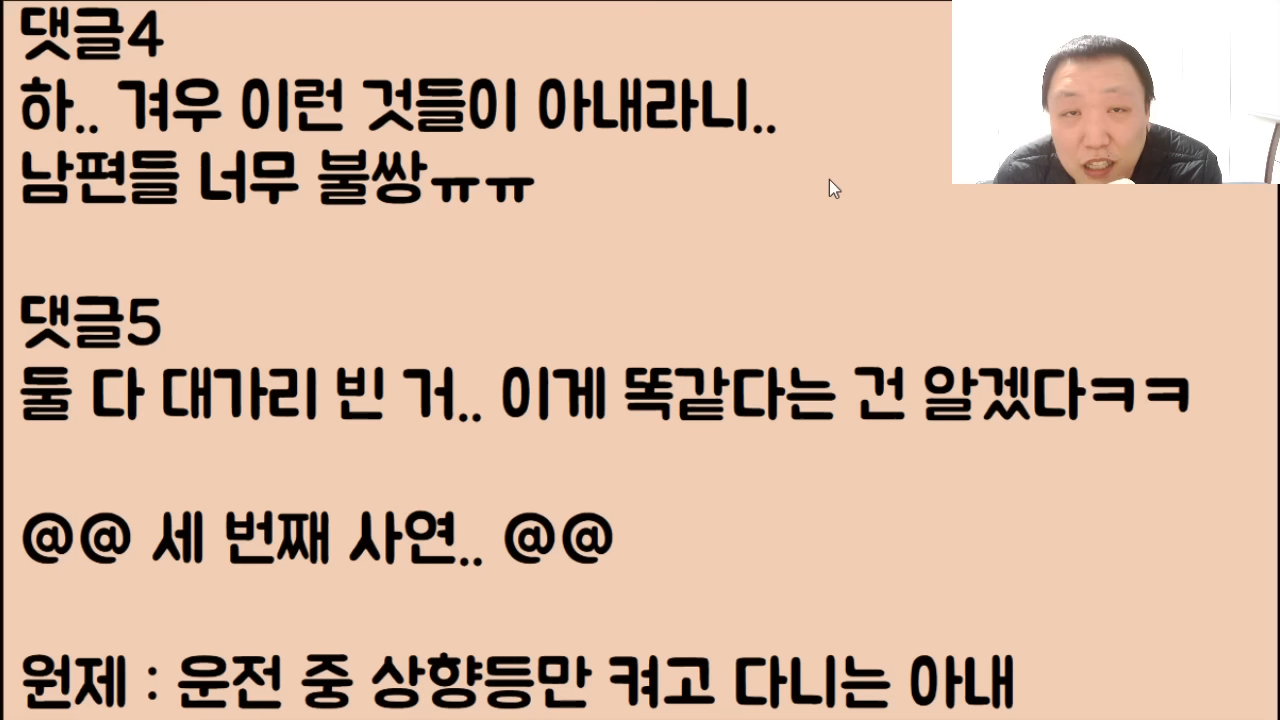 댓글4
하.. 겨우 이런 것들이 아내라니..
남편들 너무 불쌍ㅠㅠ
댓글5
둘 다 대가리 빈 거.. 이게 똑같다는 건 알겠다ㅋㅋ
@@ 세 번째 사연.. @@
원제 : 운전 중 상향등만 켜고 다니는 아내